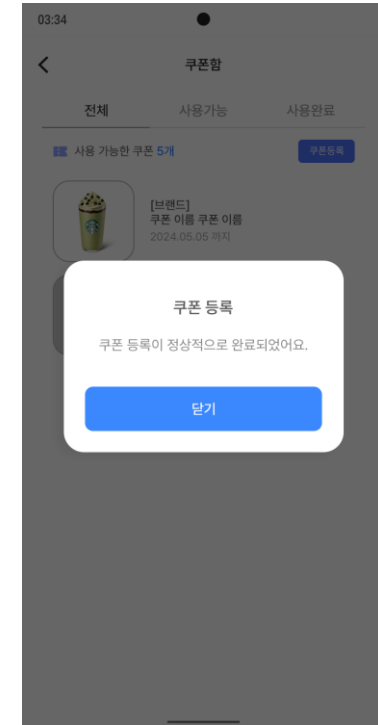 03:34
쿠폰함
전체
사용가능
사용완료
사용 가능한 쿠폰 5개
쿠폰등록
[브랜드]
쿠폰 이름 쿠폰 이름
2024.05.05 까지
쿠폰 등록
쿠폰 등록이 정상적으로 완료되었어요.
닫기